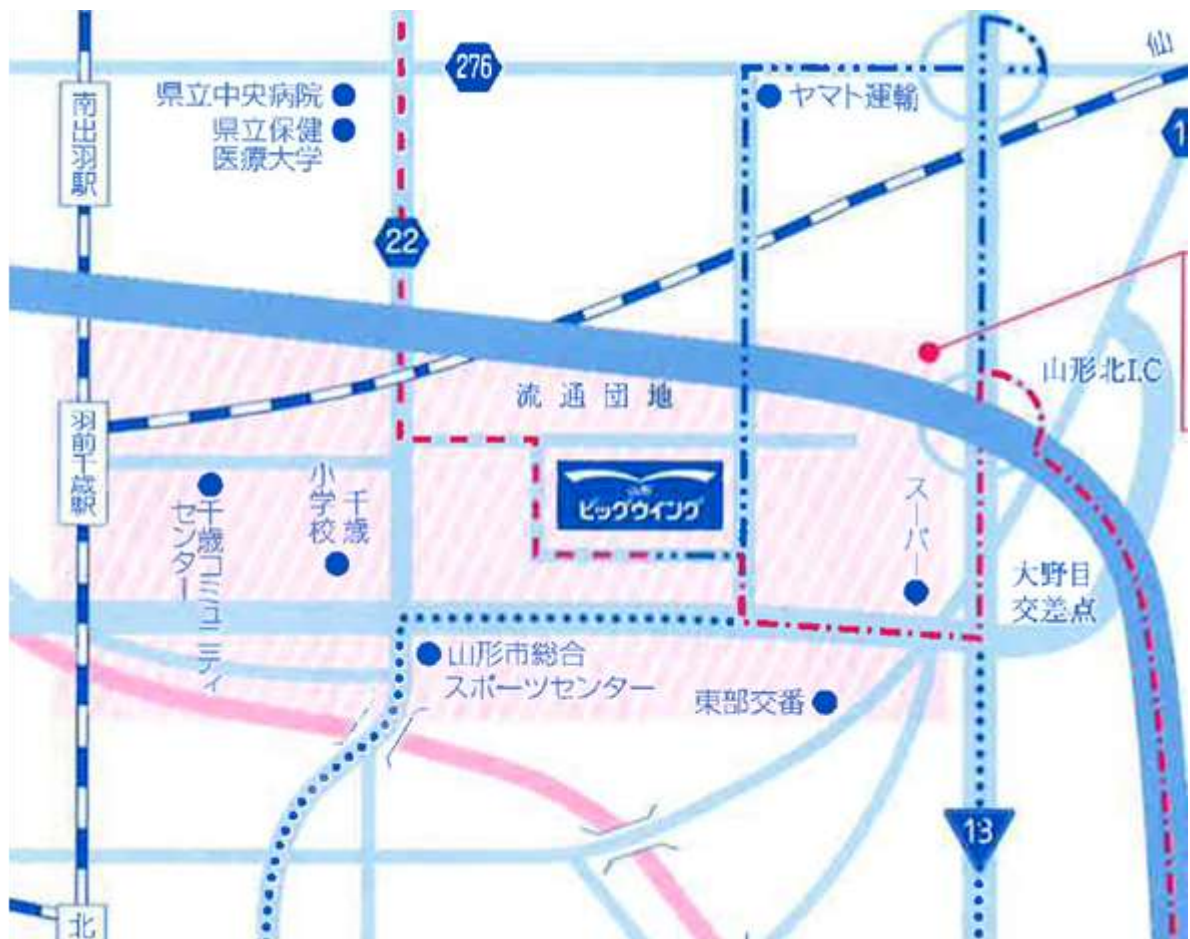 276
仙
県立中央病院
県立保健
医療大学
ヤマト運輸
南出羽駅
1
22
山形北I.C
流通団地
羽前千歳駅
千歳
小学校
千歳コミュニティ
センター
山形
ビッグウイング
スーパー
大野目
交差点
山形市総合
スポーツセンター
東部交番
13
北